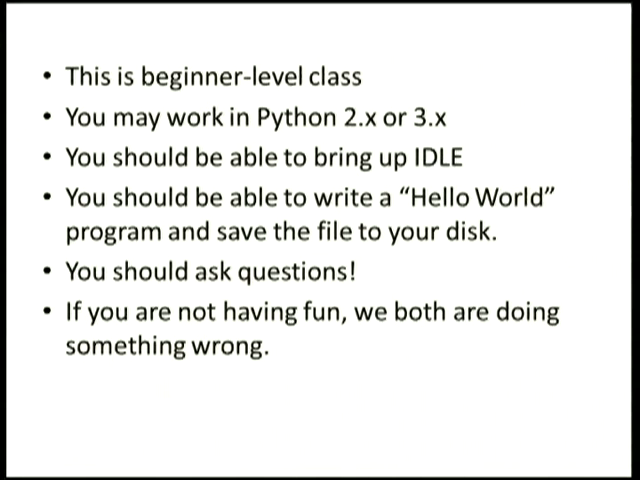 • This is beginner-level class
• You may work in Python 2.x or 3.x
• You should be able to bring up IDLE
• You should be able to write a “Hello World”
program and save the file to your disk.
• You should ask questions!
• If you are not having fun, we both are doing
something wrong.